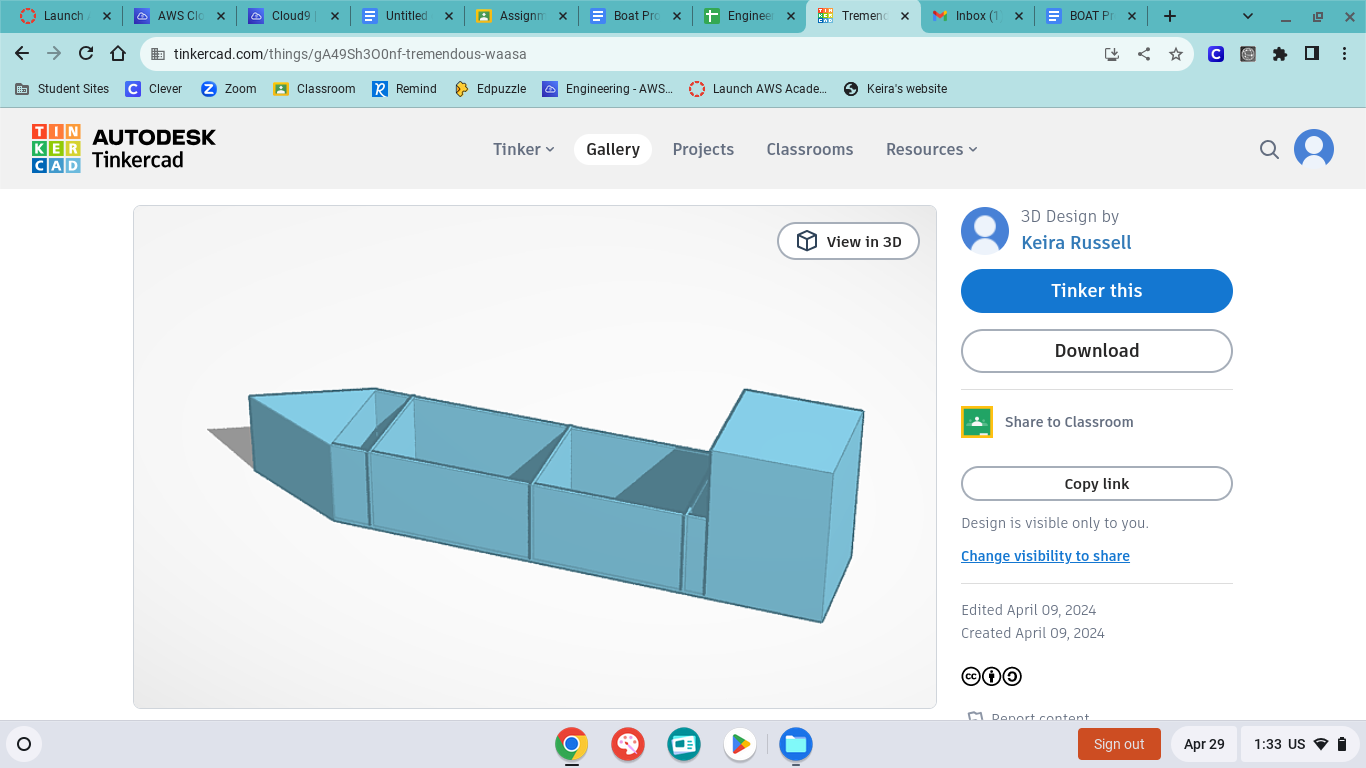 Launch
AWS Clo
Cloud9
Untitled
Assignm
Boat Pro
Engineer
Tremend
Inbox (1
BOAT Pr
tinkercad.com/things/gA49Sh3O0nf-tremendous-waasa
Student Sites
Clever
Zoom
Classroom
Remind
Edpuzzle
Engineering - AWS...
Launch AWS Acade...
Keira's website
TIN
KER
CAD
AUTODESK
Tinkercad
Tinker
Gallery
Projects
Classrooms
Resources
View in 3D
3D Design by
Keira Russell
Tinker this
Download
Share to Classroom
Copy link
Design is visible only to you.
Change visibility to share
Edited April 09, 2024
Created April 09, 2024
cc
Report content
Sign out
Apr 29
1:33 US